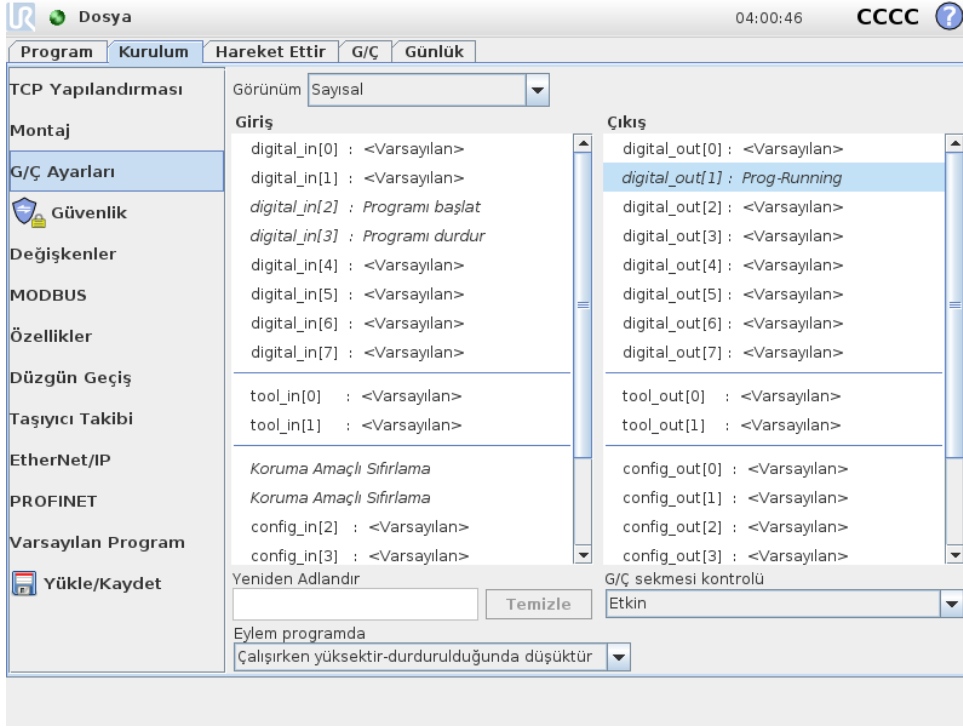 UR Dosya 04:00:46 CCCC ?
Program Kurulum Hareket Ettir G/Ç Günlük
TCP Yapılandırması
Montaj
G/Ç Ayarları
Güvenlik
Değişkenler
MODBUS
Özellikler
Düzgün Geçiş
Taşıyıcı Takibi
EtherNet/IP
PROFINET
Varsayılan Program
Yükle/Kaydet
Görünüm Sayısal
Giriş
digital_in[0] : <Varsayılan>
digital_in[1] : <Varsayılan>
digital_in[2] : Programı başlat
digital_in[3] : Programı durdur
digital_in[4] : <Varsayılan>
digital_in[5] : <Varsayılan>
digital_in[6] : <Varsayılan>
digital_in[7] : <Varsayılan>
tool_in[0] : <Varsayılan>
tool_in[1] : <Varsayılan>
Koruma Amaçlı Sıfırlama
Koruma Amaçlı Sıfırlama
config_in[2] : <Varsayılan>
config_in[3] : <Varsayılan>
Çıkış
digital_out[0] : <Varsayılan>
digital_out[1] : Prog-Running
digital_out[2] : <Varsayılan>
digital_out[3] : <Varsayılan>
digital_out[4] : <Varsayılan>
digital_out[5] : <Varsayılan>
digital_out[6] : <Varsayılan>
digital_out[7] : <Varsayılan>
tool_out[0] : <Varsayılan>
tool_out[1] : <Varsayılan>
config_out[0] : <Varsayılan>
config_out[1] : <Varsayılan>
config_out[2] : <Varsayılan>
config_out[3] : <Varsayılan>
Yeniden Adlandır
Temizle
G/Ç sekmesi kontrolü
Etkin
Eylem programda
Çalışırken yüksektir-durdurulduğunda düşüktür